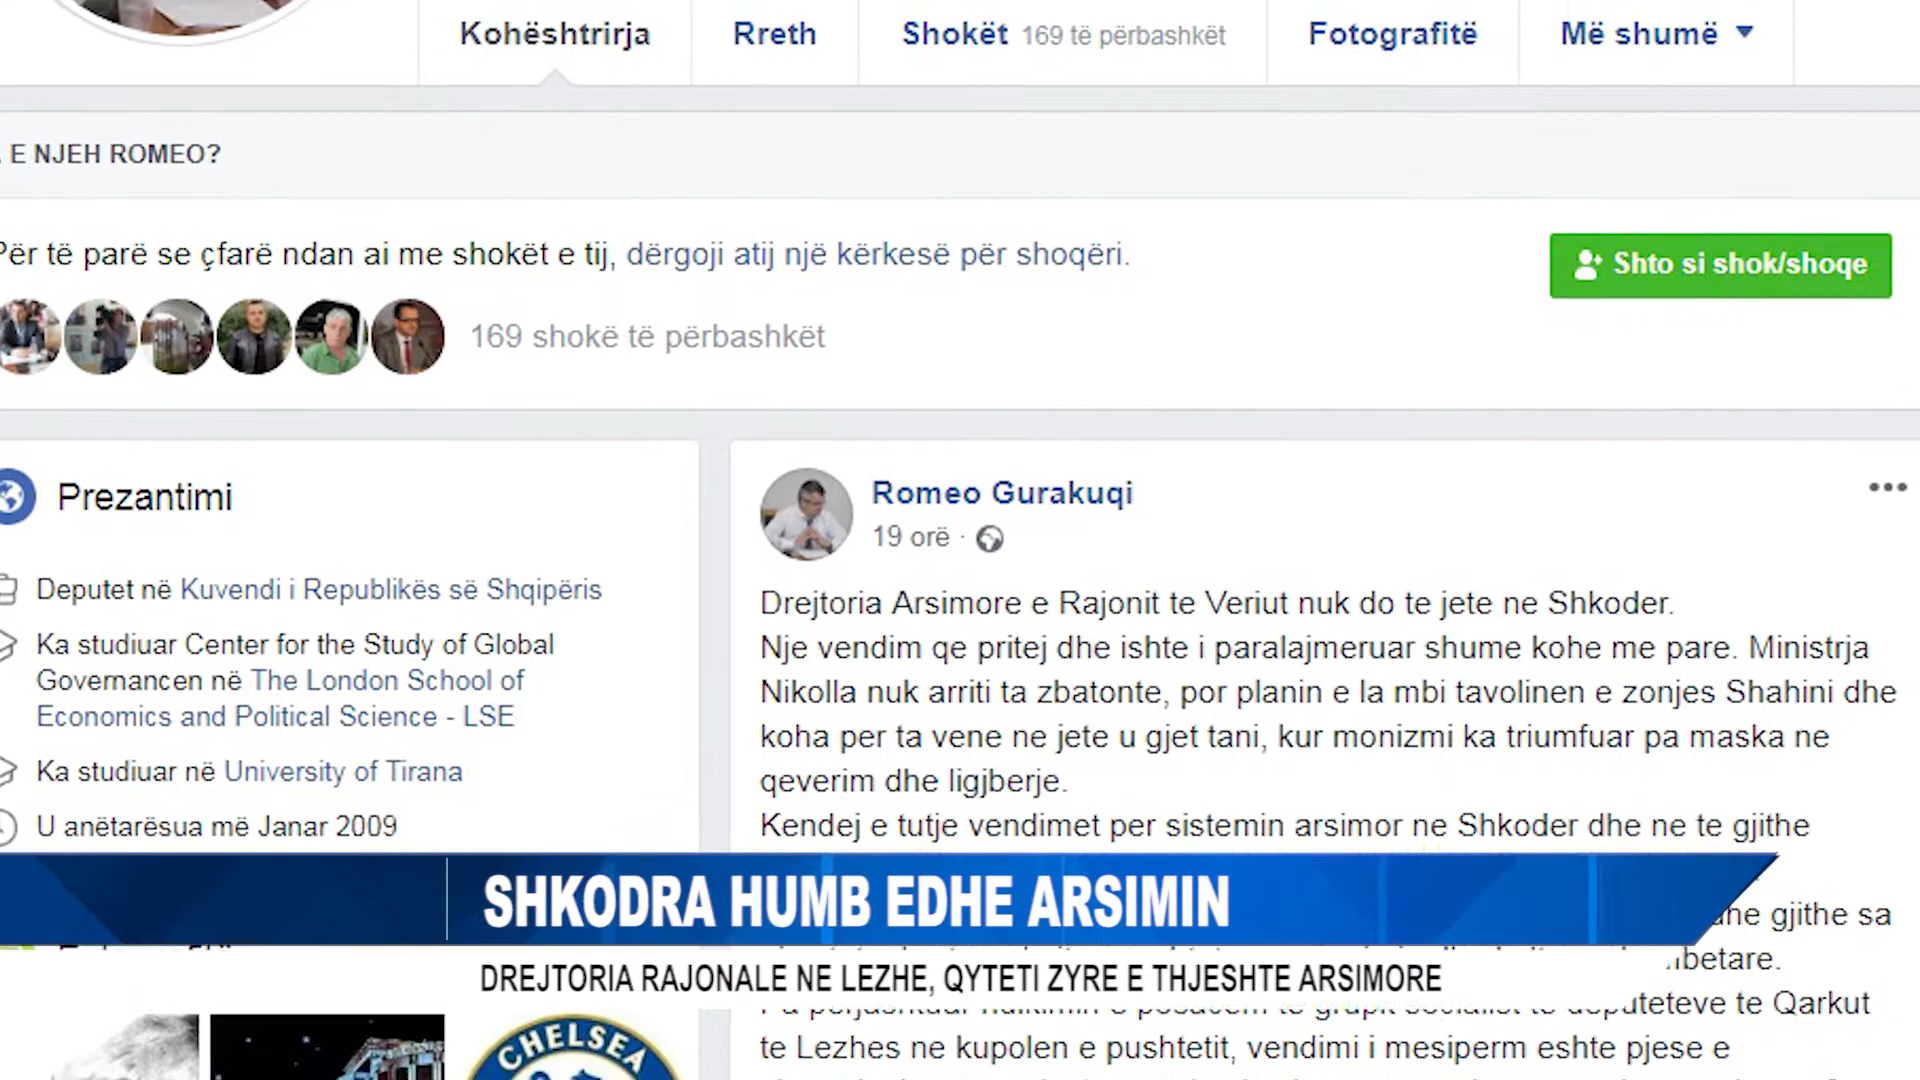 Kohështrirja Rreth Shokët 169 të përbashkët Fotografitë Më shumë
E NJEH ROMEO?
Për të parë se çfarë ndan ai me shokët e tij, dërgoji atij një kërkesë për shoqëri.
Shto si shok/shoqe
169 shokë të përbashkët
Prezantimi
Deputet në Kuvendi i Republikës së Shqipëris
Ka studiuar Center for the Study of Global
Governancen në The London School of
Economics and Political Science - LSE
Ka studiuar në University of Tirana
U anëtarësua më Janar 2009
Romeo Gurakuqi
19 orë ·
Drejtoria Arsimore e Rajonit te Veriut nuk do te jete ne Shkoder.
Nje vendim qe pritej dhe ishte i paralajmeruar shume kohe me pare. Ministrja
Nikolla nuk arriti ta zbatonte, por planin e la mbi tavolinen e zonjes Shahini dhe
koha per ta vene ne jete u gjet tani, kur monizmi ka triumfuar pa maska ne
qeverim dhe ligjberje.
Kendej e tutje vendimet per sistemin arsimor ne Shkoder dhe ne te gjithe
gjithe sa
te Qarkut
te Lezhes ne kupolen e pushtetit, vendimi i mesiperm eshte pjese e
SHKODRA HUMB EDHE ARSIMIN
DREJTORIA RAJONALE NE LEZHE, QYTETI ZYRE E THJESHTE ARSIMORE
CHELSEA